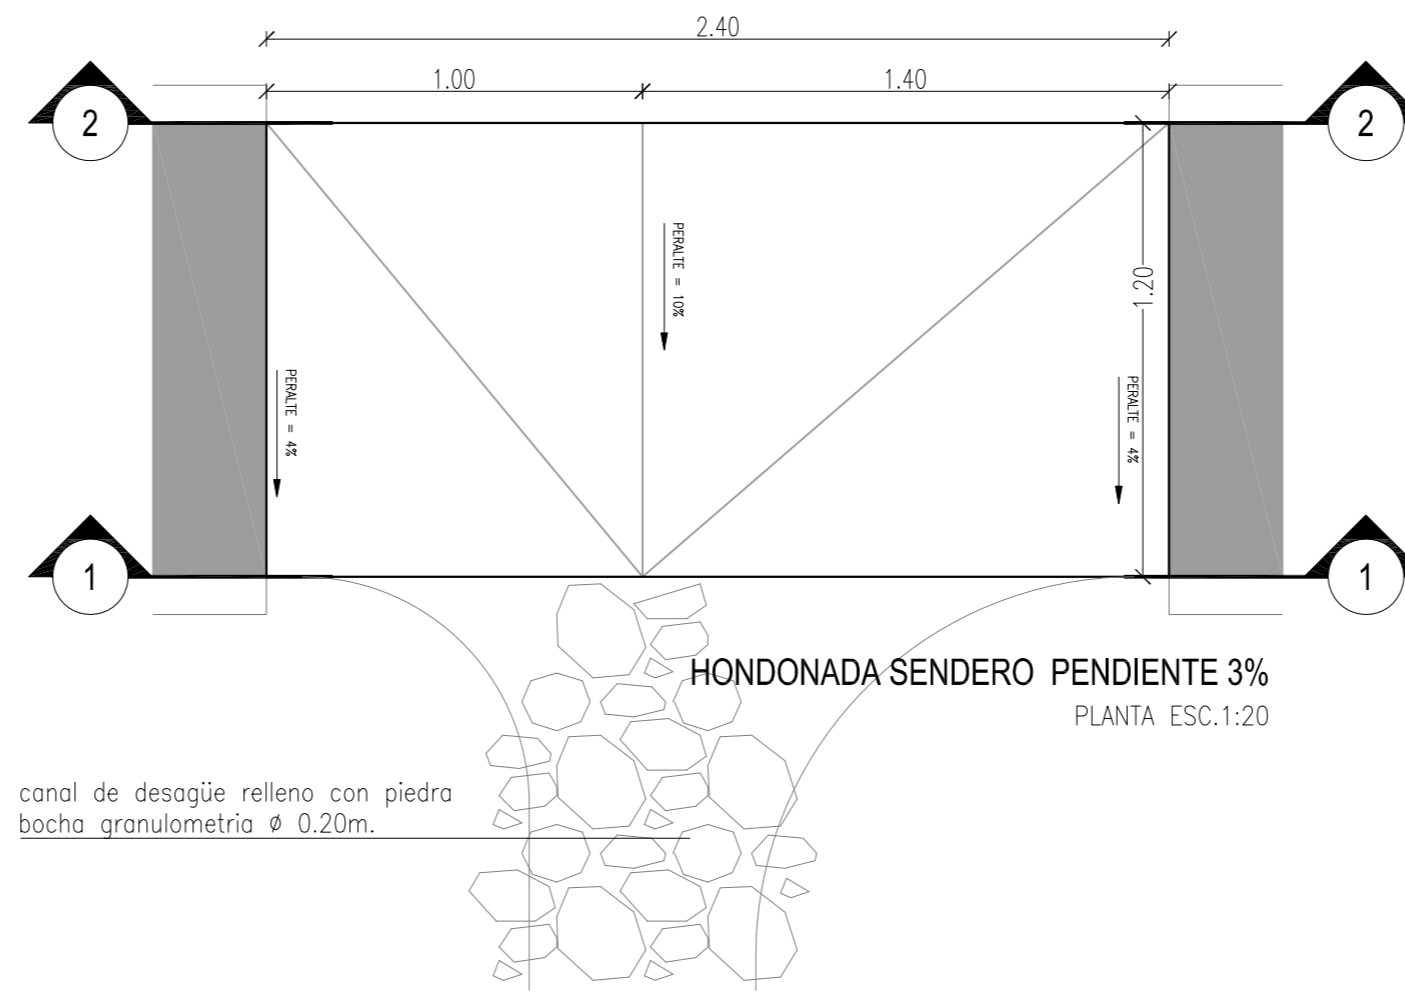 2.40
1.00
1.40
2
2
PERALTE = 10%
1.20
PERALTE = 4%
PERALTE = 4%
1
1
HONDONADA SENDERO PENDIENTE 3%
PLANTA ESC.1:20
canal de desagüe relleno con piedra
bocha granulometria ø 0.20m.